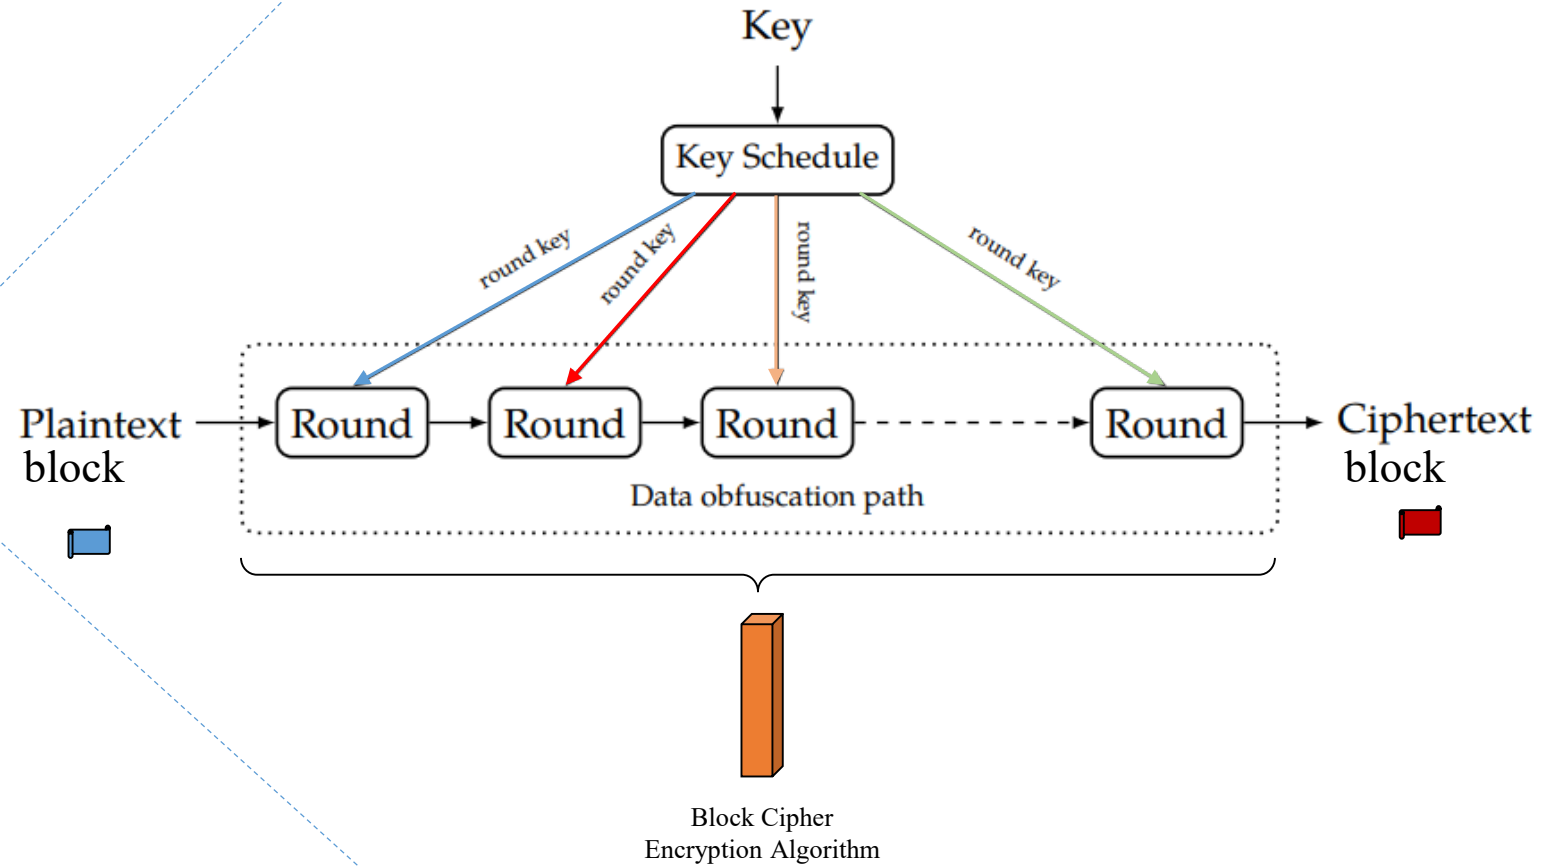 Key
Key Schedule
round key
round key
round key
round key
Plaintext
block
Round
Round
Round
Round
Ciphertext
block
Data obfuscation path
Block Cipher
Encryption Algorithm